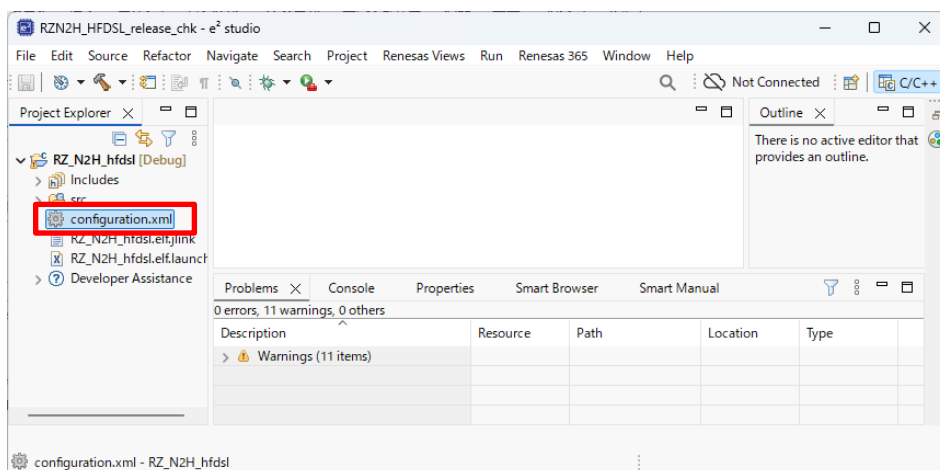 RZN2H_HFDSL_release_chk - e² studio
File Edit Source Refactor Navigate Search Project Renesas Views Run Renesas 365 Window Help
Not Connected C/C++
Project Explorer
Outline
There is no active editor that
provides an outline.
RZ_N2H_hfdsl [Debug]
Includes
src
configuration.xml
RZ_N2H_hfdsl.elf.jlink
RZ_N2H_hfdsl.elf.launch
Developer Assistance
Problems Console Properties Smart Browser Smart Manual
0 errors, 11 warnings, 0 others
Description Resource Path Location Type
Warnings (11 items)
configuration.xml - RZ_N2H_hfdsl